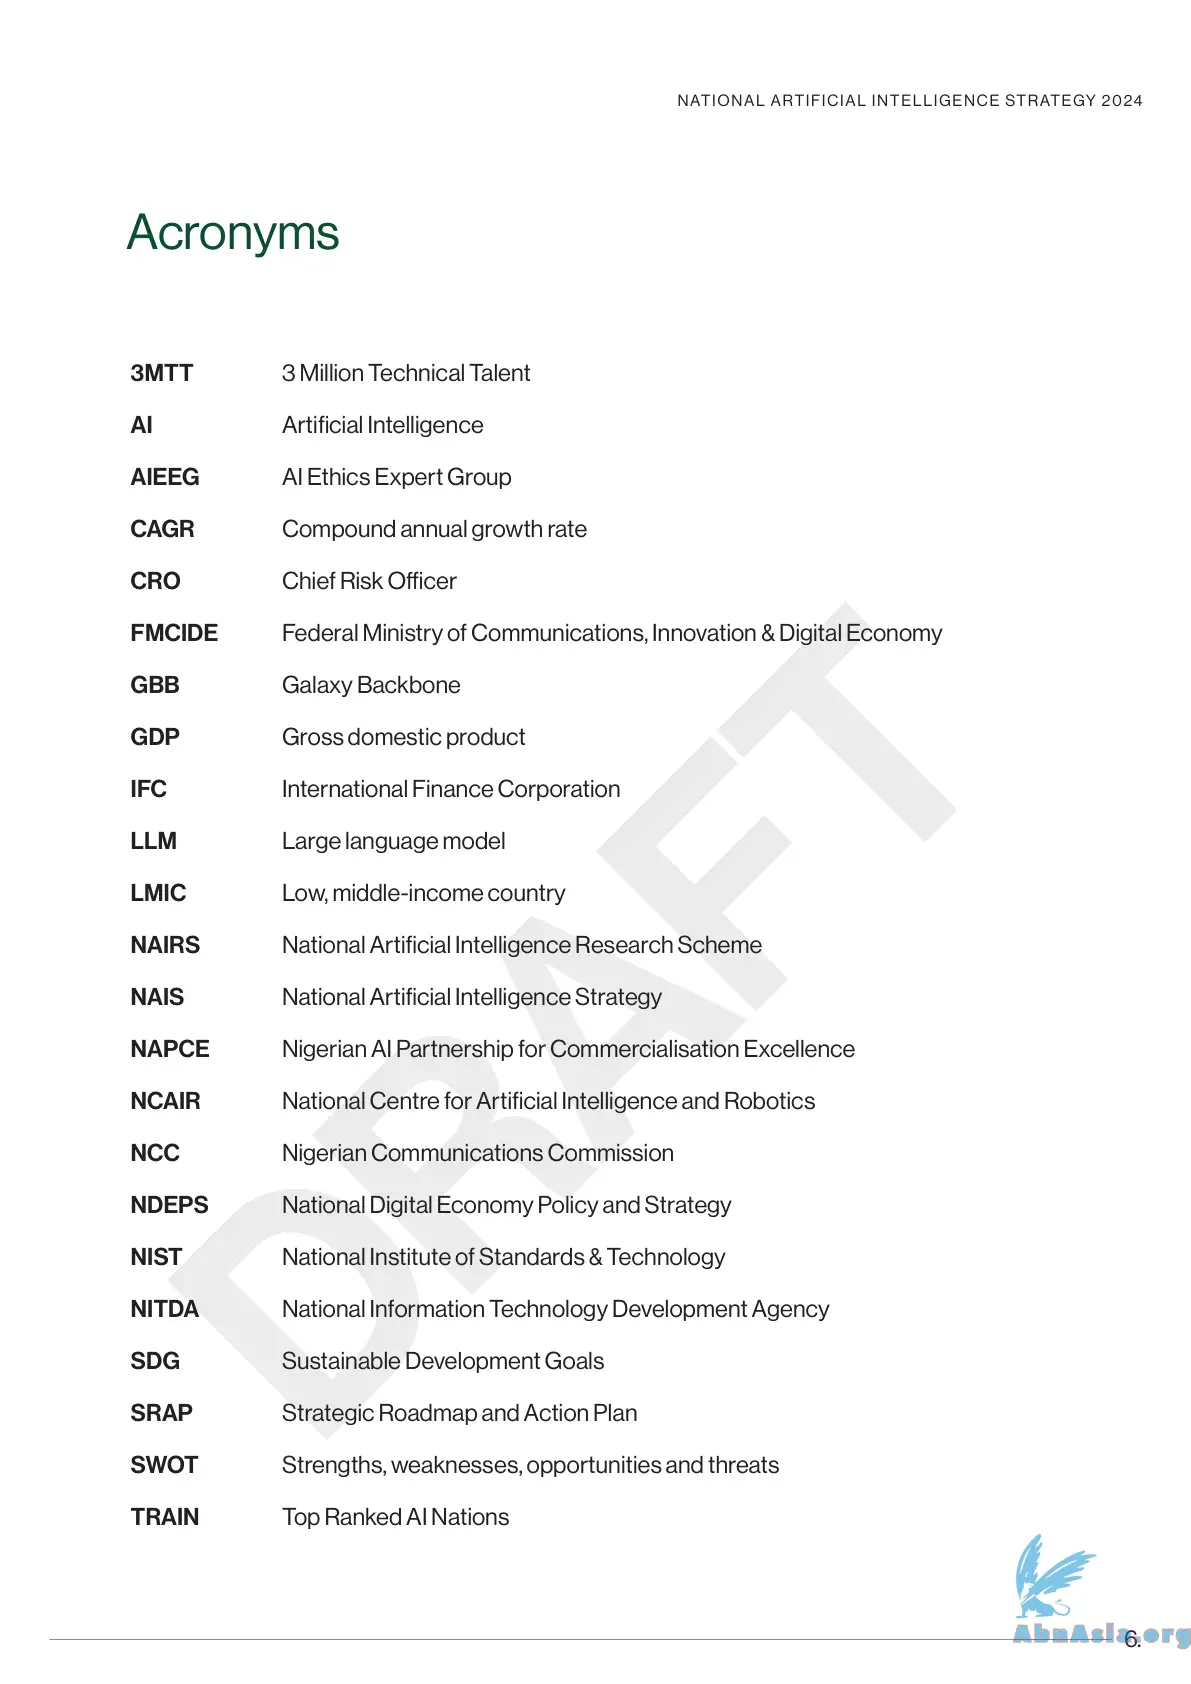 NATIONAL ARTIFICIAL INTELLIGENCE STRATEGY 2024
Acronyms
3MTT 3 Million Technical Talent
AI Artificial Intelligence
AIEEG AI Ethics Expert Group
CAGR Compound annual growth rate
CRO Chief Risk Officer
FMCIDE Federal Ministry of Communications, Innovation & Digital Economy
GBB Galaxy Backbone
GDP Gross domestic product
IFC International Finance Corporation
LLM Large language model
LMIC Low, middle-income country
NAIRS National Artificial Intelligence Research Scheme
NAIS National Artificial Intelligence Strategy
NAPCE Nigerian AI Partnership for Commercialisation Excellence
NCAIR National Centre for Artificial Intelligence and Robotics
NCC Nigerian Communications Commission
NDEPS National Digital Economy Policy and Strategy
NIST National Institute of Standards & Technology
NITDA National Information Technology Development Agency
SDG Sustainable Development Goals
SRAP Strategic Roadmap and Action Plan
SWOT Strengths, weaknesses, opportunities and threats
TRAIN Top Ranked AI Nations
DRAFT
AbnAsia.org
6.